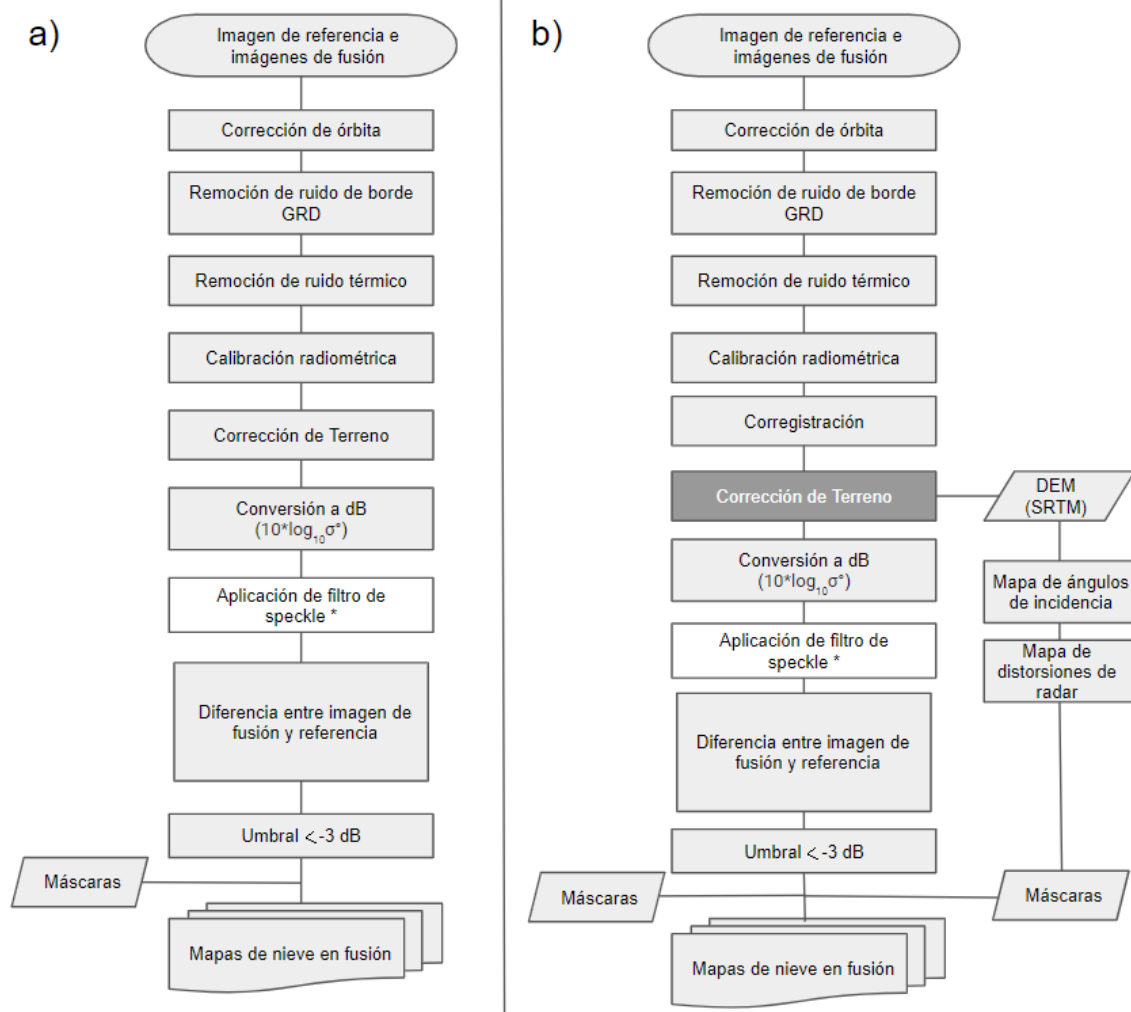 a)
Imagen de referencia e
imágenes de fusión
Corrección de órbita
Remoción de ruido de borde
GRD
Remoción de ruido térmico
Calibración radiométrica
Corrección de Terreno
Conversión a dB
(10*log₁₀σ°)
Aplicación de filtro de
speckle *
Diferencia entre imagen de
fusión y referencia
Umbral < -3 dB
Máscaras
Mapas de nieve en fusión
b)
Imagen de referencia e
imágenes de fusión
Corrección de órbita
Remoción de ruido de borde
GRD
Remoción de ruido térmico
Calibración radiométrica
Corregistración
Corrección de Terreno
DEM
(SRTM)
Conversión a dB
(10*log₁₀σ°)
Mapa de ángulos
de incidencia
Aplicación de filtro de
speckle *
Mapa de
distorsiones de
radar
Diferencia entre imagen de
fusión y referencia
Umbral < -3 dB
Máscaras
Máscaras
Mapas de nieve en fusión